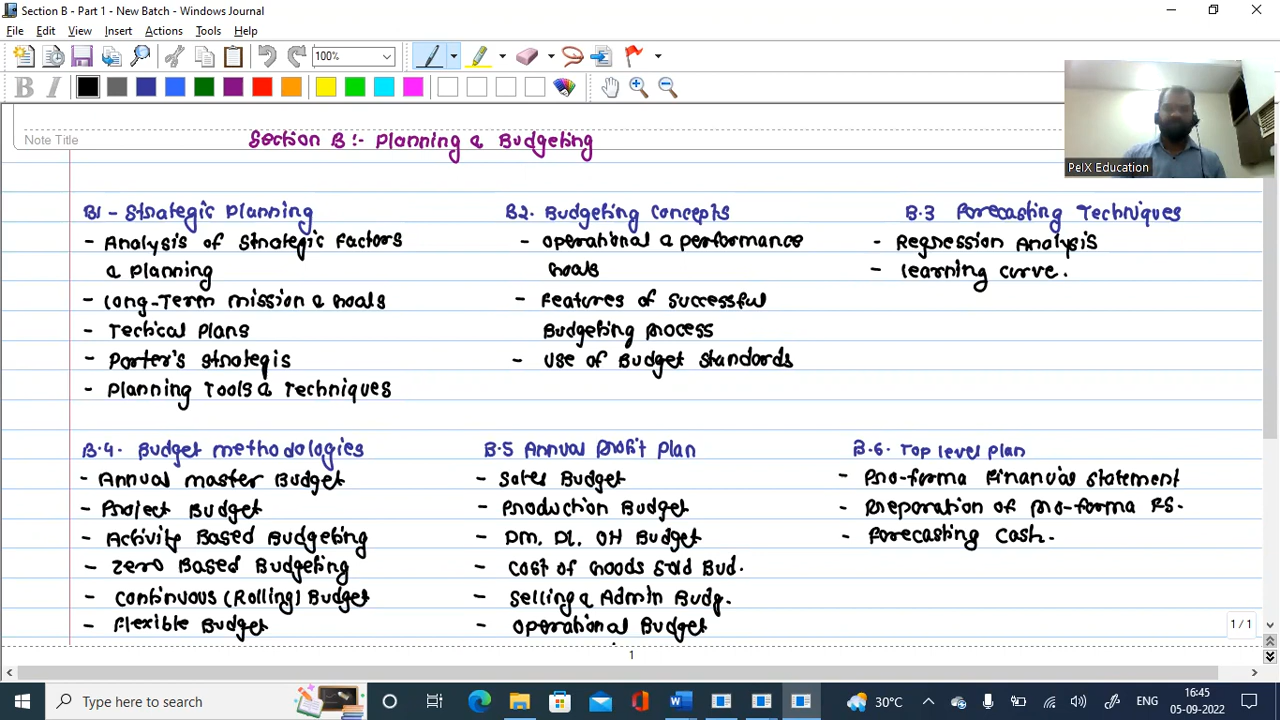 Section B - Part 1 - New Batch - Windows Journal
File Edit View Insert Actions Tools Help
100%
B I
Note Title
Section B :- Planning & Budgeting
PelX Education
B1 - Strategic Planning
- Analysis of Strategic Factors
& Planning
- Long-Term mission & Goals
- Tectical Plans
- Porter's Strategis
- Planning Tools & Techniques
B2. Budgeting Concepts
- Operational & performance
Goals
- Features of Successful
Budgeting process
- Use of Budget Standards
B.3 Forecasting Techniques
- Regression Analysis
- Learning curve.
B.4. Budget methodologies
- Annual master Budget
- Project Budget
- Activity Based Budgeting
- Zero Based Budgeting
- Continuous (Rolling) Budget
- Flexible Budget
B.5 Annual Profit Plan
- Sales Budget
- Production Budget
- DM, DL, OH Budget
- Cost of Goods Sold Bud.
- Selling & Admin Budg.
- Operational Budget
B.6. Top level plan
- Pro-forma Financial Statement
- Preparation of pro-forma FS.
- Forecasting Cash.
1 / 1
1
Type here to search
30°C
ENG
16:45
05-09-2022